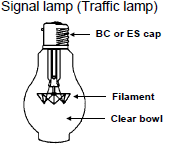 Signal lamp (Traffic lamp)
BC or ES cap
Filament
Clear bowl